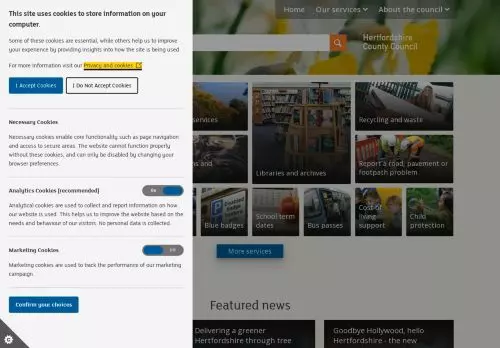 This site uses cookies to store information on your
computer.
Some of these cookies are essential, while others help us to
improve your experience by providing insights into how the site is being used.
For more information visit our Privacy and cookies
I Accept Cookies
I Do Not Accept Cookies
Necessary Cookies
Necessary cookies enable core functionality such as page navigation
and access to secure areas. The website cannot function properly
without these cookies, and can only be disabled by changing your
browser preferences.
Analytics Cookies (recommended)
On
Analytical cookies are used to collect and report information on how
our website is used. This helps us to improve the website based on the
needs and behaviour of our visitors. No personal data is collected.
Marketing Cookies
Off
Marketing cookies are used to track the performance of our marketing
campaign
Confirm your choices
Home
Our services
About the council
Hertfordshire
County Council
services
Libraries and archives
Recycling and waste
Report a road, pavement or
footpath problem
Blue badges
School term
dates
Bus passes
Cost of
living
support
Child
protection
More services
Featured news
Delivering a greener
Hertfordshire through tree
Goodbye Hollywood, hello
Hertfordshire - the new